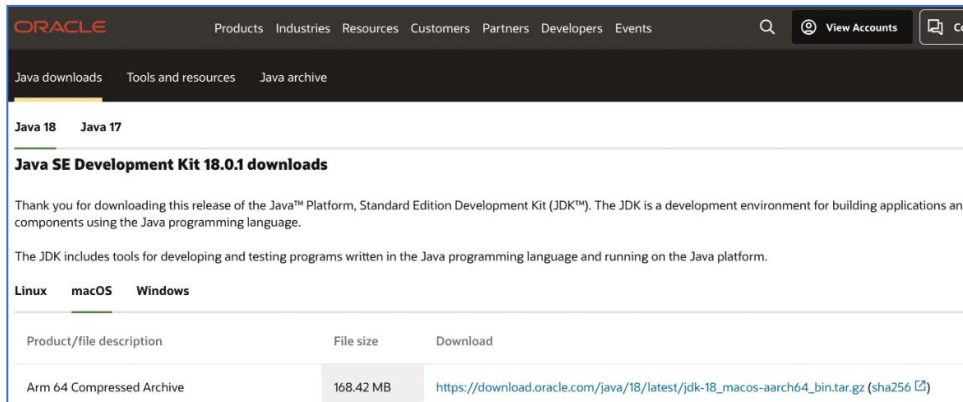 ORACLE Products Industries Resources Customers Partners Developers Events View Accounts
Java downloads Tools and resources Java archive
Java 18 Java 17
Java SE Development Kit 18.0.1 downloads
Thank you for downloading this release of the Java™ Platform, Standard Edition Development Kit (JDK™). The JDK is a development environment for building applications
components using the Java programming language.
The JDK includes tools for developing and testing programs written in the Java programming language and running on the Java platform.
Linux macOS Windows
Product/file description File size Download
Arm 64 Compressed Archive 168.42 MB https://download.oracle.com/java/18/latest/jdk-18_macos-aarch64_bin.tar.gz (sha256)